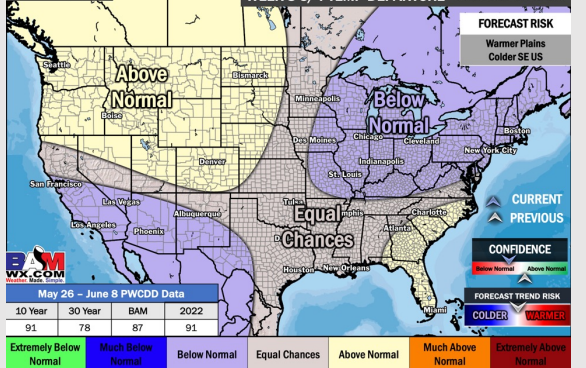 FORECAST RISK
Warmer Plains
Colder SE US
Seattle
Above
Normal
Bismarck
Boise
Minneapolis
Below
Normal
Des Moines
Chicago
Cleveland
Boston
New York City
Denver
Indianapolis
St. Louis
San Francisco
Las Vegas
Los Angeles
Phoenix
Albuquerque
Tulsa
Equal
Chances
mphis
Charlotte
Atlanta
D
Houston
New Orleans
Miami
CURRENT
PREVIOUS
CONFIDENCE
Below Normal
Above Normal
FORECAST TREND RISK
COLDER
WARMER
BAM
WX.COM
Weather. Made. Simple.
May 26 – June 8 PWCDD Data
10 Year 30 Year BAM 2022
91 78 87 91
Extremely Below Normal
Much Below Normal
Below Normal
Equal Chances
Above Normal
Much Above Normal
Extremely Above Normal